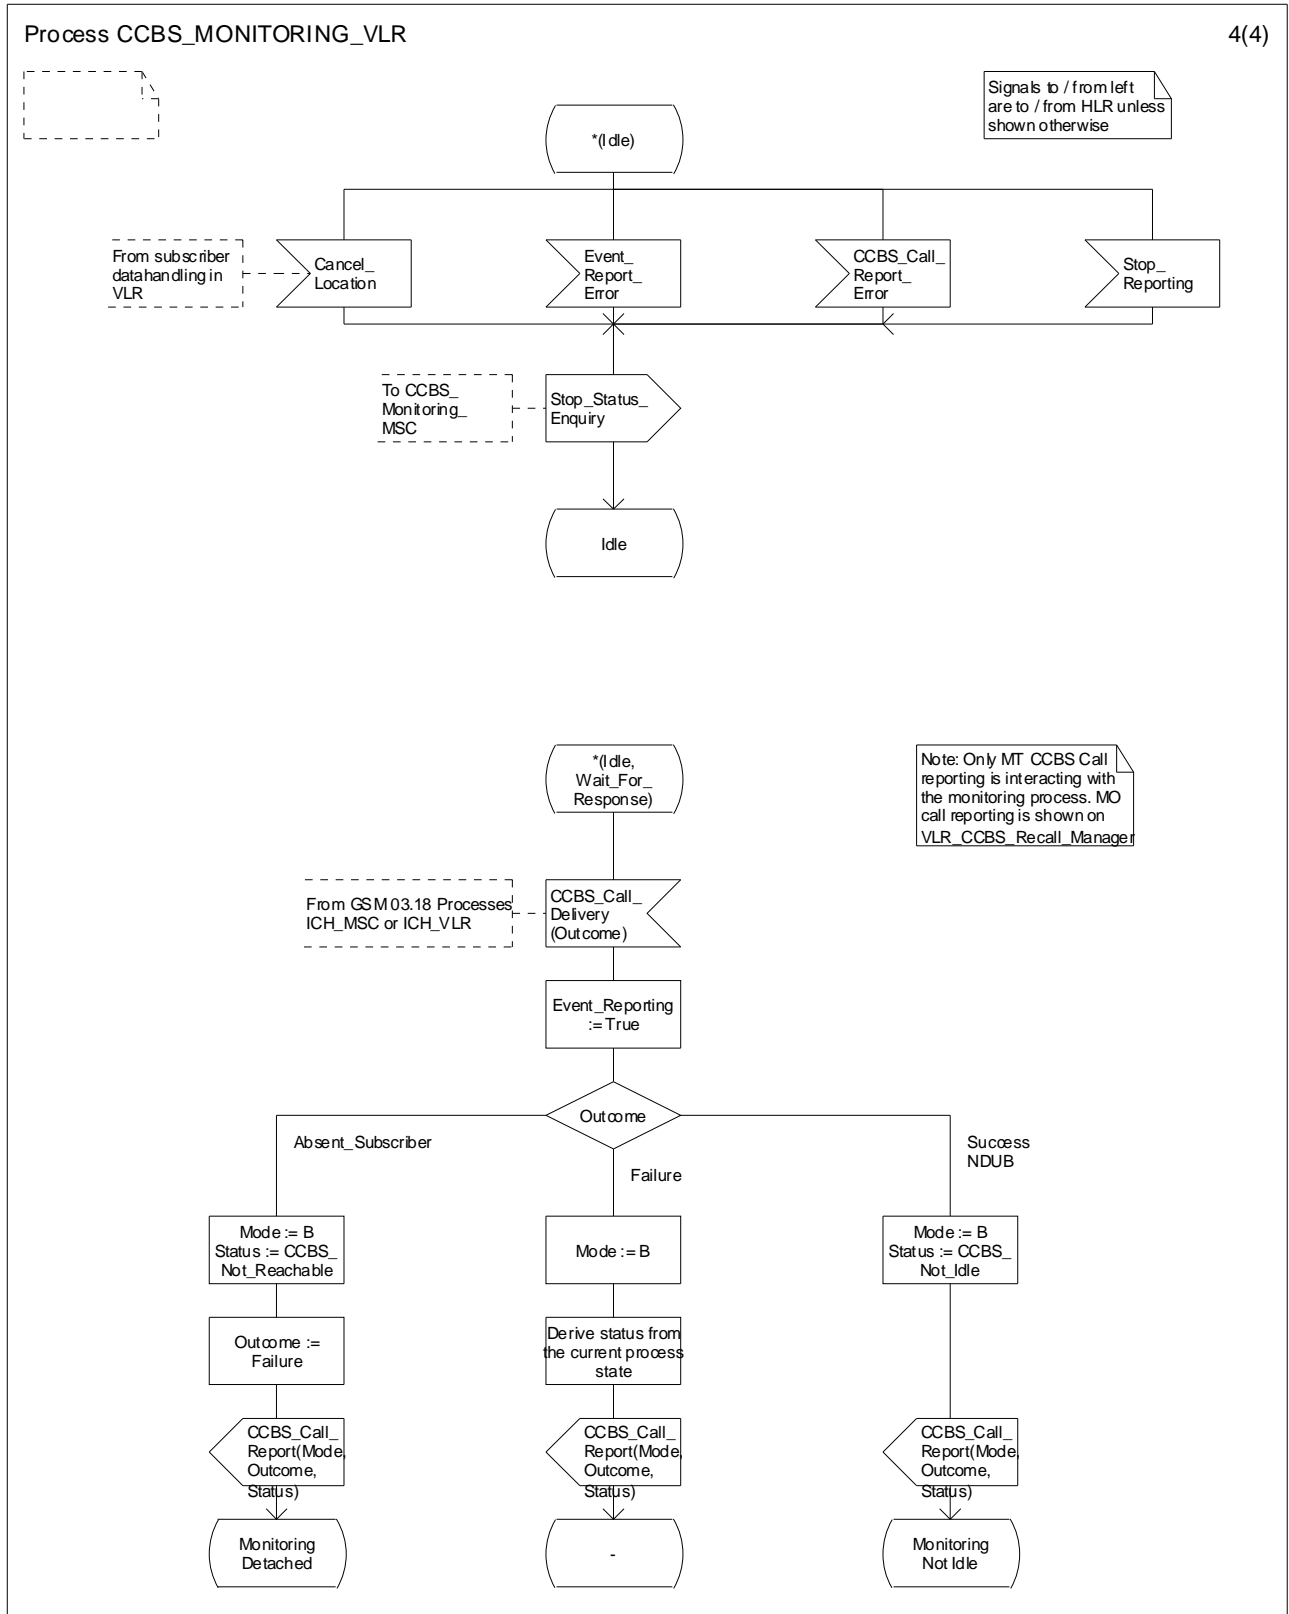 Process CCBS_MONITORING_VLR
4(4)
Signals to / from left
are to / from HLR unless
shown otherwise
*(Idle)
From subscriber
datahandling in
VLR
Cancel_
Location
Event_
Report_
Error
CCBS_Call_
Report_
Error
Stop_
Reporting
To CCBS_
Monitoring_
MSC
Stop_Status_
Enquiry
Idle
*(Idle,
Wait_For_
Response)
Note: Only MT CCBS Call
reporting is interacting with
the monitoring process. MO
call reporting is shown on
VLR_CCBS_Recall_Manager
From GSM 03.18 Processes
ICH_MSC or ICH_VLR
CCBS_Call_
Delivery
(Outcome)
Event_Reporting
:= True
Outcome
Absent_Subscriber
Failure
Success
NDUB
Mode := B
Status := CCBS_
Not_Reachable
Mode := B
Mode := B
Status := CCBS_
Not_Idle
Outcome :=
Failure
Derive status from
the current process
state
CCBS_Call_
Report(Mode,
Outcome,
Status)
CCBS_Call_
Report(Mode,
Outcome,
Status)
CCBS_Call_
Report(Mode,
Outcome,
Status)
Monitoring
Detached
-
Monitoring
Not Idle